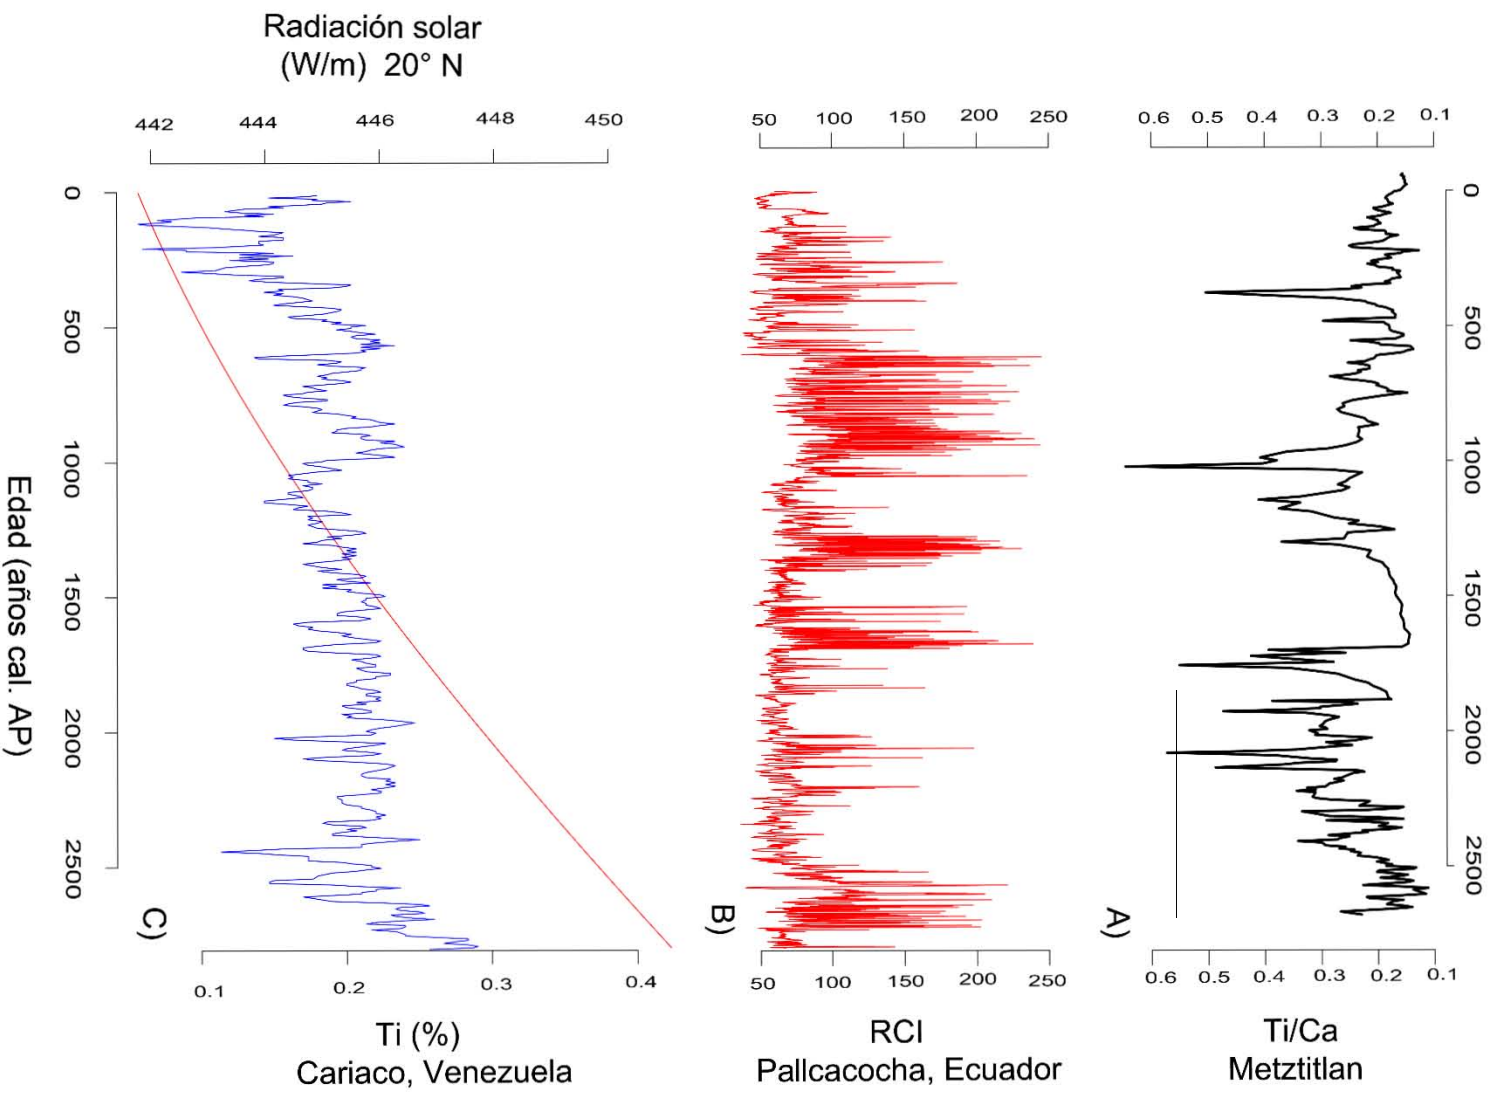 Radiación solar
(W/m) 20° N
442 444 446 448 450
50 100 150 200 250
0.6 0.5 0.4 0.3 0.2 0.1
0 500 1000 1500 2000 2500
Edad (años cal. AP)
0 500 1000 15000 20000 2500
C)
B)
A)
0.1 0.2 0.3 0.4
50 100 150 200 250
0.6 0.5 0.4 0.3 0.2 0.1
Ti (%)
Cariaco, Venezuela
RCI
Pallcacocha, Ecuador
Ti/Ca
Metztitlan